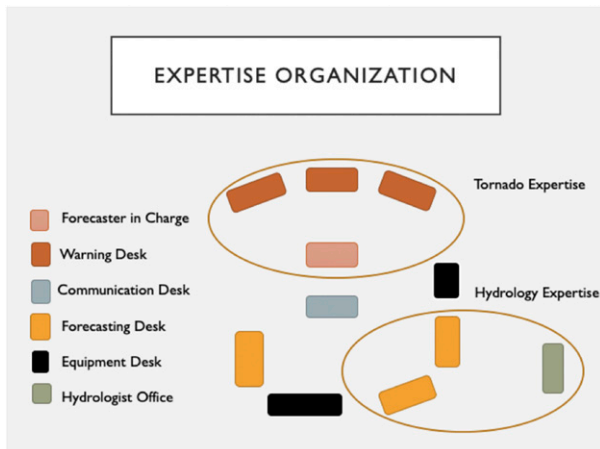 EXPERTISE ORGANIZATION
Tornado Expertise
Forecaster in Charge
Warning Desk
Communication Desk
Hydrology Expertise
Forecasting Desk
Equipment Desk
Hydrologist Office